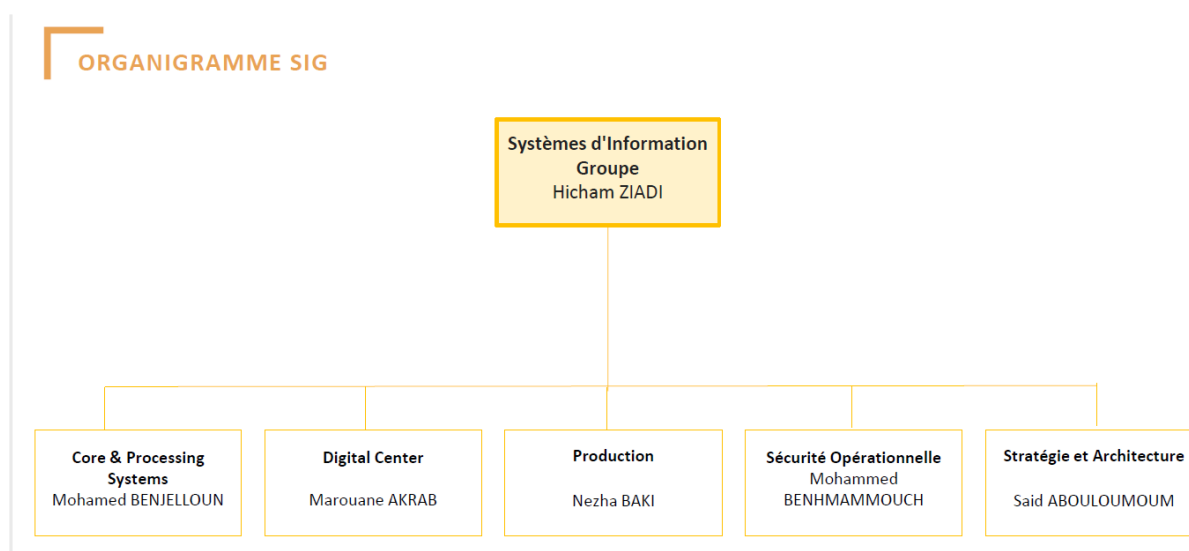 ORGANIGRAMME SIG
Systèmes d'Information
Groupe
Hicham ZIADI
Core & Processing
Systems
Mohamed BENJELLOUN
Digital Center
Marouane AKRAB
Production
Nezha BAKI
Sécurité Opérationnelle
Mohammed
BENHMAMMOUCH
Stratégie et Architecture
Said ABOULOUMOUM